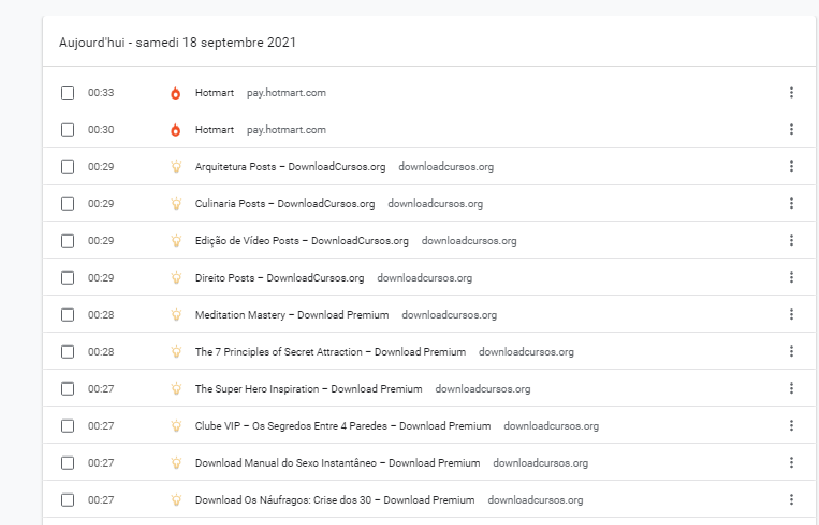 Aujourd'hui - samedi 18 septembre 2021
00:33 Hotmart pay.hotmart.com
00:30 Hotmart pay.hotmart.com
00:29 Arquitetura Posts – DownloadCursos.org downloadcursos.org
00:29 Culinaria Posts – DownloadCursos.org downloadcursos.org
00:29 Edição de Vídeo Posts – DownloadCursos.org downloadcursos.org
00:29 Direito Posts – DownloadCursos.org downloadcursos.org
00:28 Meditation Mastery – Download Premium downloadcursos.org
00:28 The 7 Principles of Secret Attraction – Download Premium downloadcursos.org
00:27 The Super Hero Inspiration – Download Premium downloadcursos.org
00:27 Clube VIP – Os Segredos Entre 4 Paredes – Download Premium downloadcursos.org
00:27 Download Manual do Sexo Instantâneo – Download Premium downloadcursos.org
00:27 Download Os Náufragos: Crise dos 30 – Download Premium downloadcursos.org